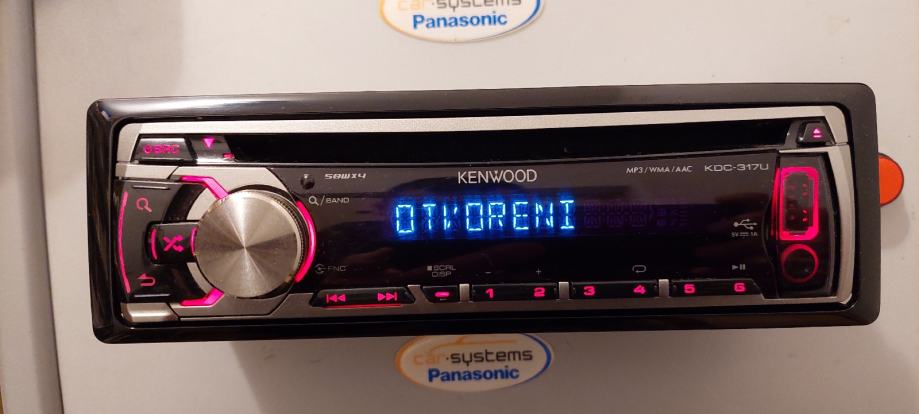 car·systems
Panasonic
SRC
50Wx4
KENWOOD
MP3/WMA/AAC KDC-317U
/BAND
OTVORENI
5V⎓1A
FNC
SCRL
DISP
- +
1 2 3 4 5 6
car·systems
Panasonic